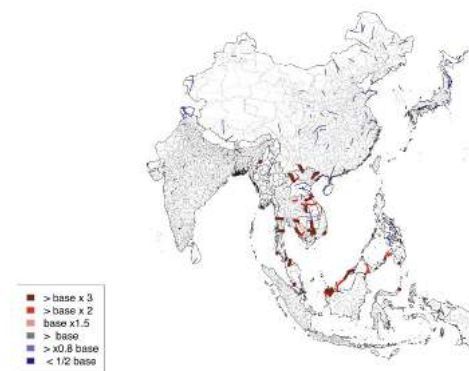 > base x 3
> base x 2
base x1.5
> base
> x0.8 base
< 1/2 base